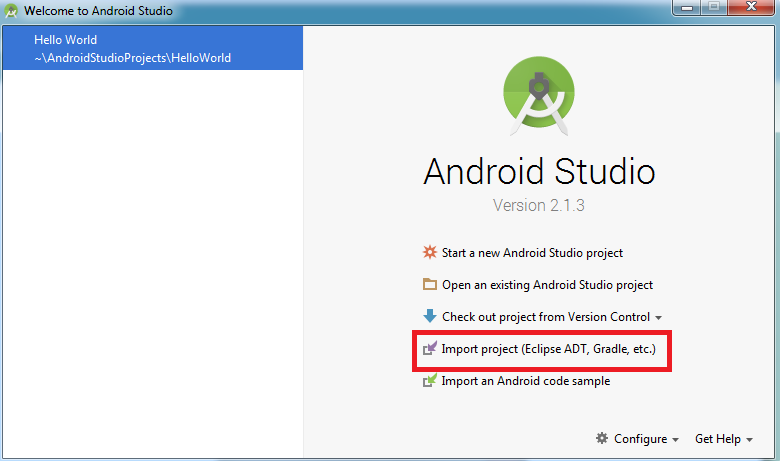 Welcome to Android Studio
Hello World
~\AndroidStudioProjects\HelloWorld
Android Studio
Version 2.1.3
Start a new Android Studio project
Open an existing Android Studio project
Check out project from Version Control
Import project (Eclipse ADT, Gradle, etc.)
Import an Android code sample
Configure
Get Help